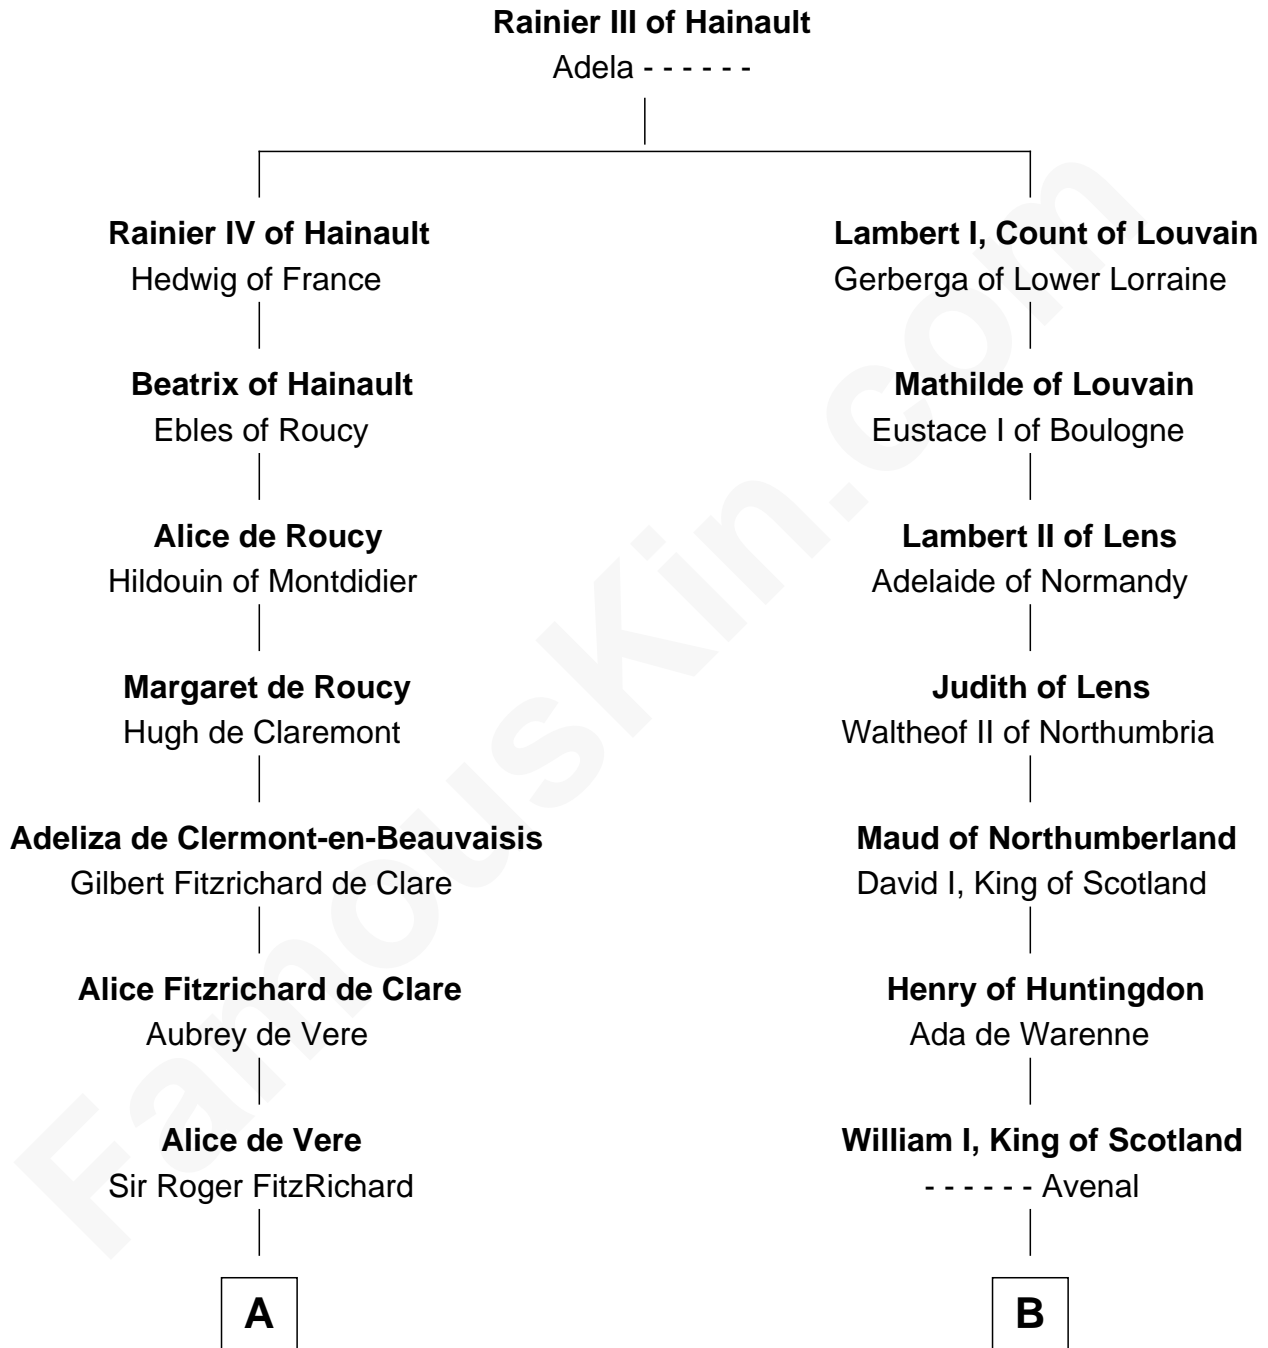 Rainier III of Hainault
Adela - - - - - -
Rainier IV of Hainault
Hedwig of France
Lambert I, Count of Louvain
Gerberga of Lower Lorraine
Beatrix of Hainault
Ebles of Roucy
Mathilde of Louvain
Eustace I of Boulogne
Alice de Roucy
Hildouin of Montdidier
Lambert II of Lens
Adelaide of Normandy
Margaret de Roucy
Hugh de Claremont
Judith of Lens
Waltheof II of Northumbria
Adeliza de Clermont-en-Beauvaisis
Gilbert Fitzrichard de Clare
Maud of Northumberland
David I, King of Scotland
Alice Fitzrichard de Clare
Aubrey de Vere
Henry of Huntingdon
Ada de Warenne
Alice de Vere
Sir Roger FitzRichard
William I, King of Scotland
- - - - - - Avenal
A
B
FamousKin.com